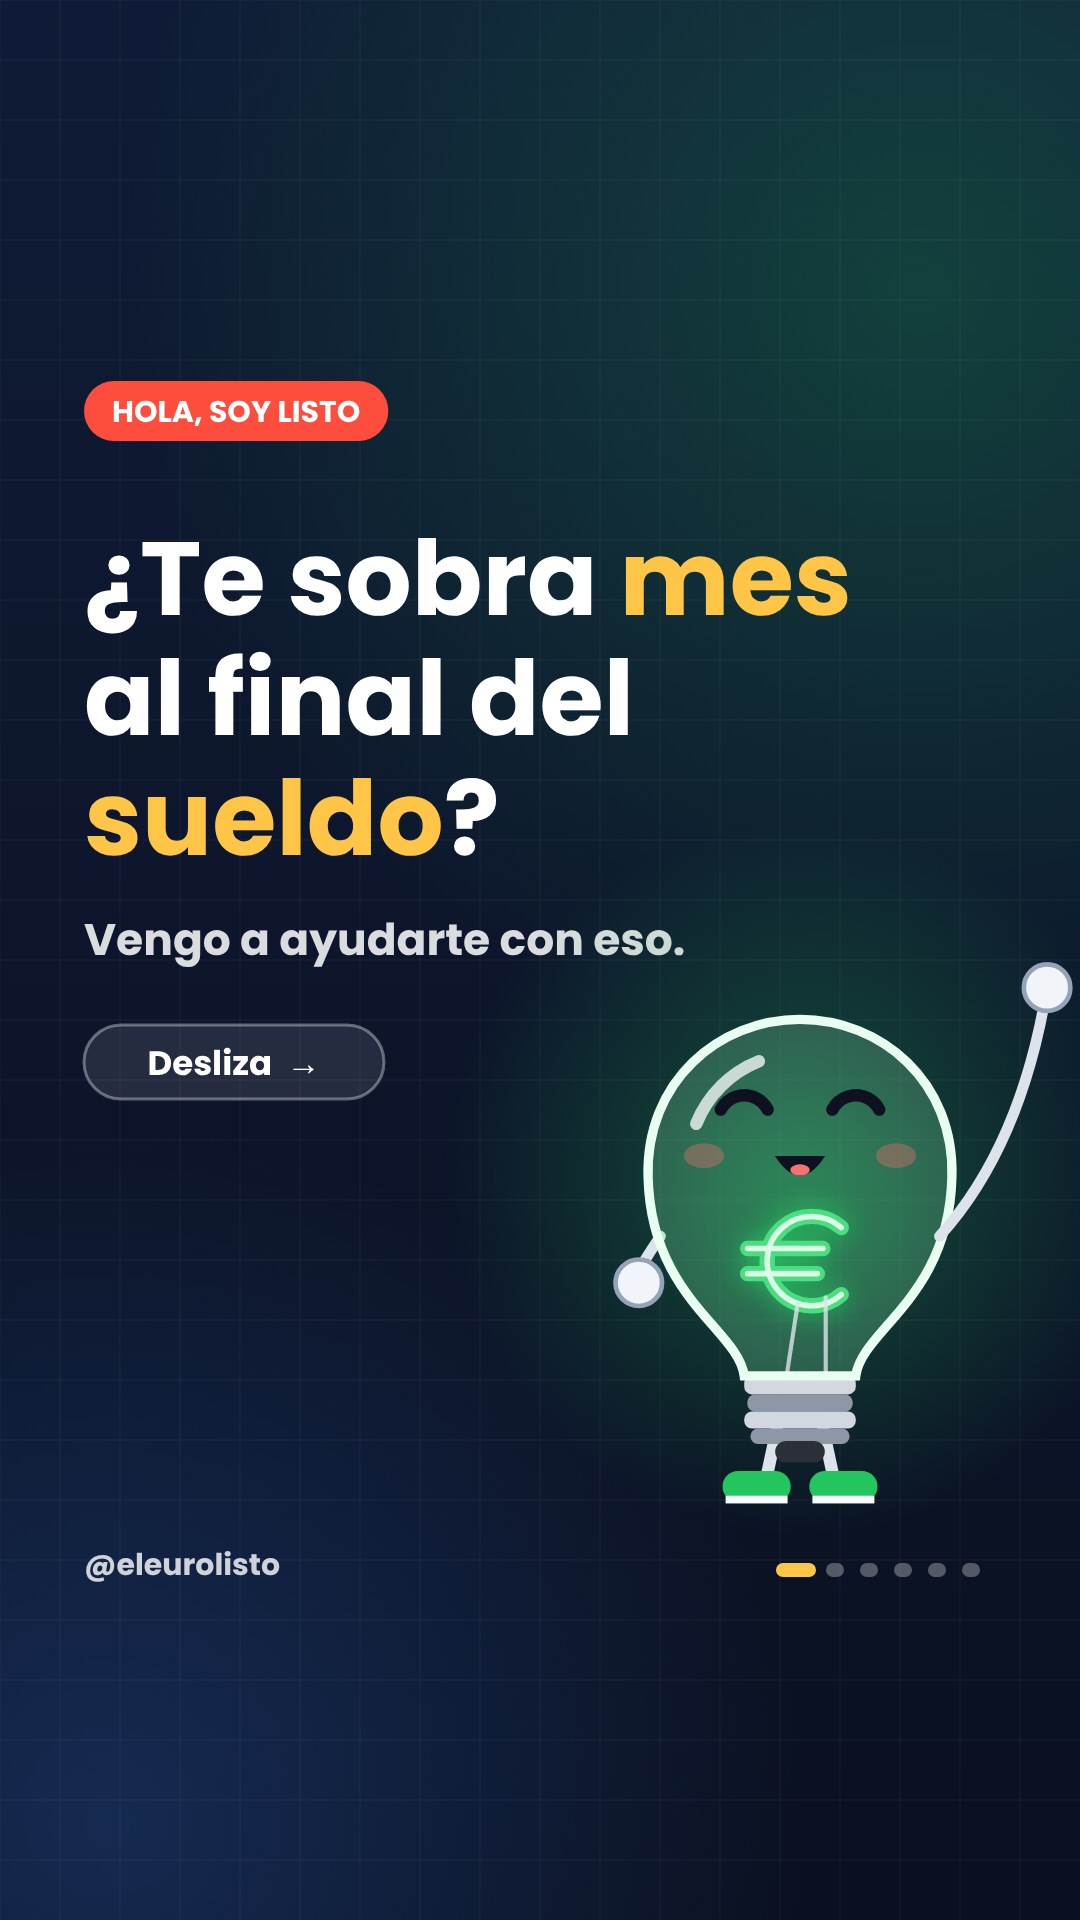 HOLA, SOY LISTO
¿Te sobra mes
al final del
sueldo?
Vengo a ayudarte con eso.
Desliza →
€
@eleurolisto